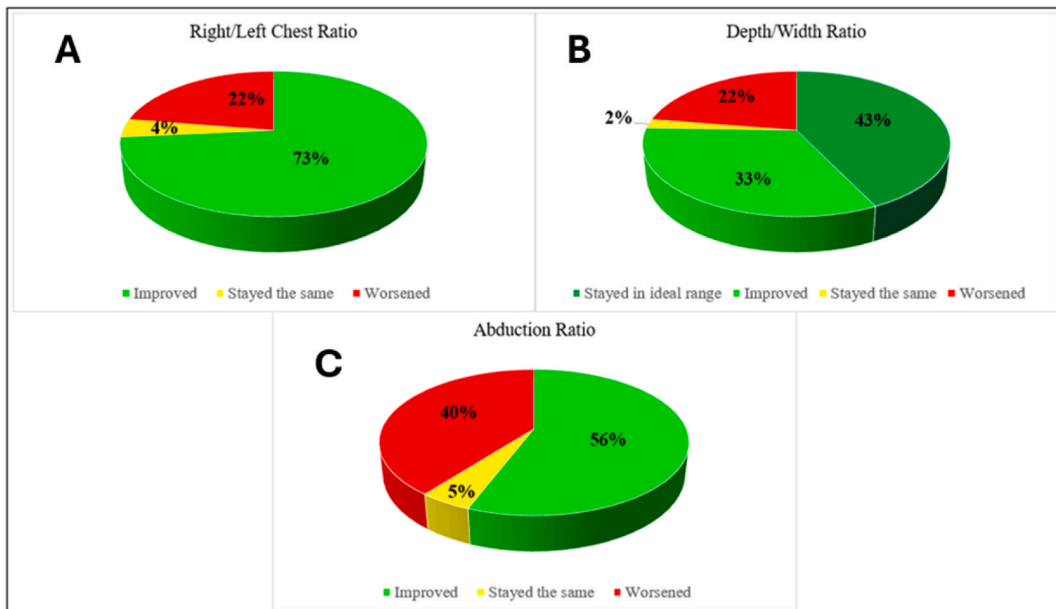 A
Right/Left Chest Ratio
22%
4%
73%
Improved Stayed the same Worsened
B
Depth/Width Ratio
22%
2%
43%
33%
Stayed in ideal range Improved Stayed the same Worsened
C
Abduction Ratio
40%
56%
5%
Improved Stayed the same Worsened